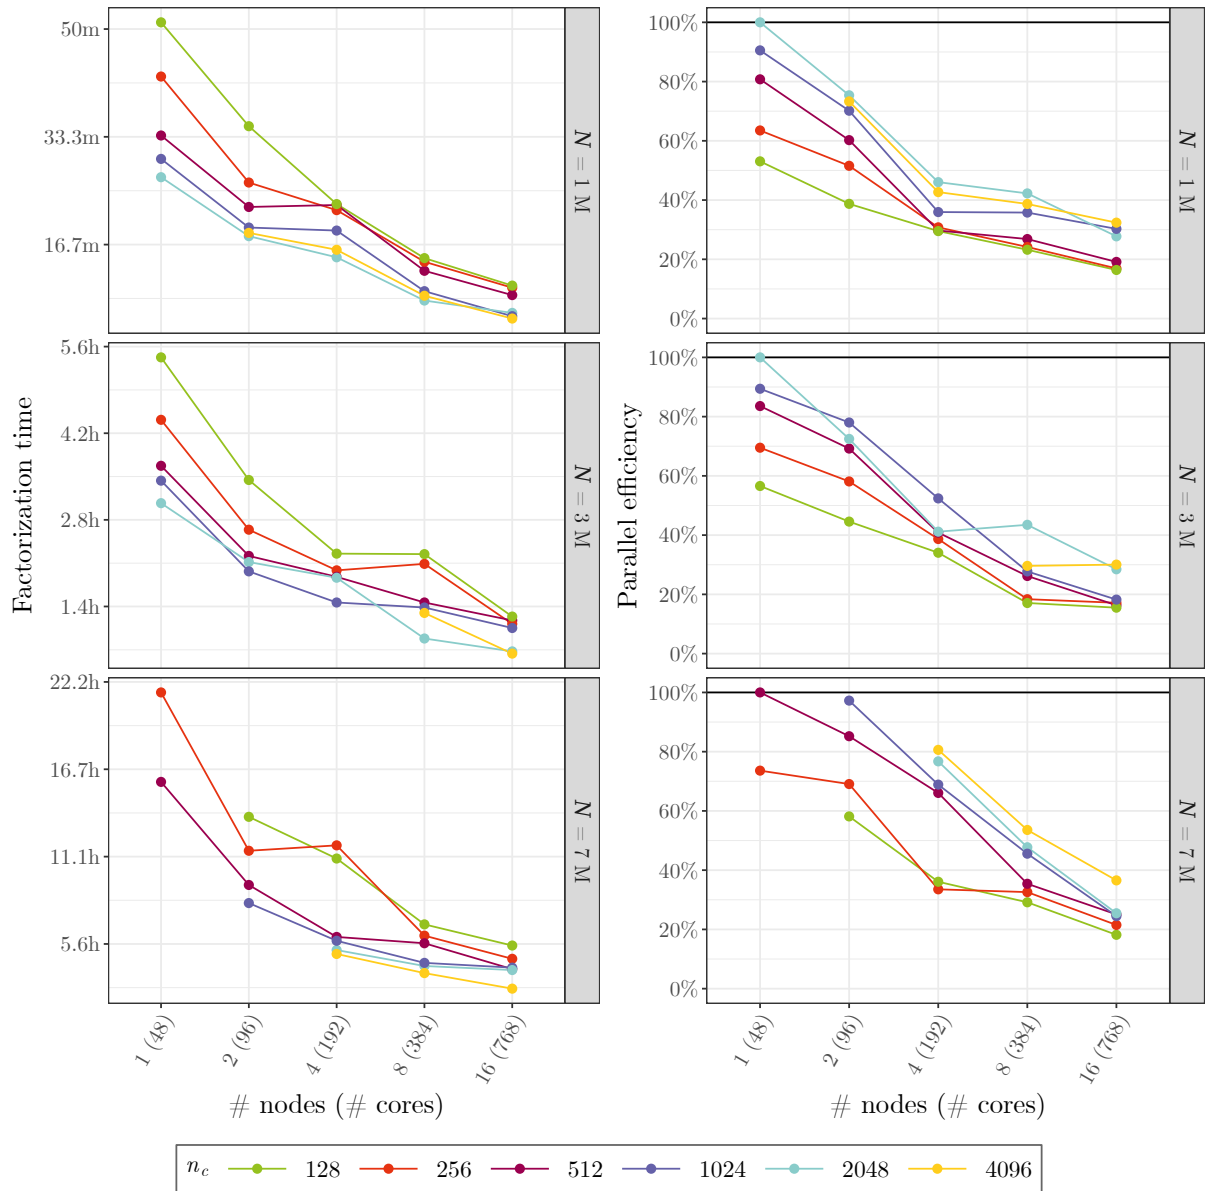 50m
33.3m
16.7m
N = 1 M
100%
80%
60%
40%
20%
0%
N = 1 M
Factorization time
5.6h
4.2h
2.8h
1.4h
N = 3 M
Parallel efficiency
100%
80%
60%
40%
20%
0%
N = 3 M
22.2h
16.7h
11.1h
5.6h
N = 7 M
100%
80%
60%
40%
20%
0%
N = 7 M
1 (48)
2 (96)
4 (192)
8 (384)
16 (768)
# nodes (# cores)
1 (48)
2 (96)
4 (192)
8 (384)
16 (768)
# nodes (# cores)
n_c 128 256 512 1024 2048 4096